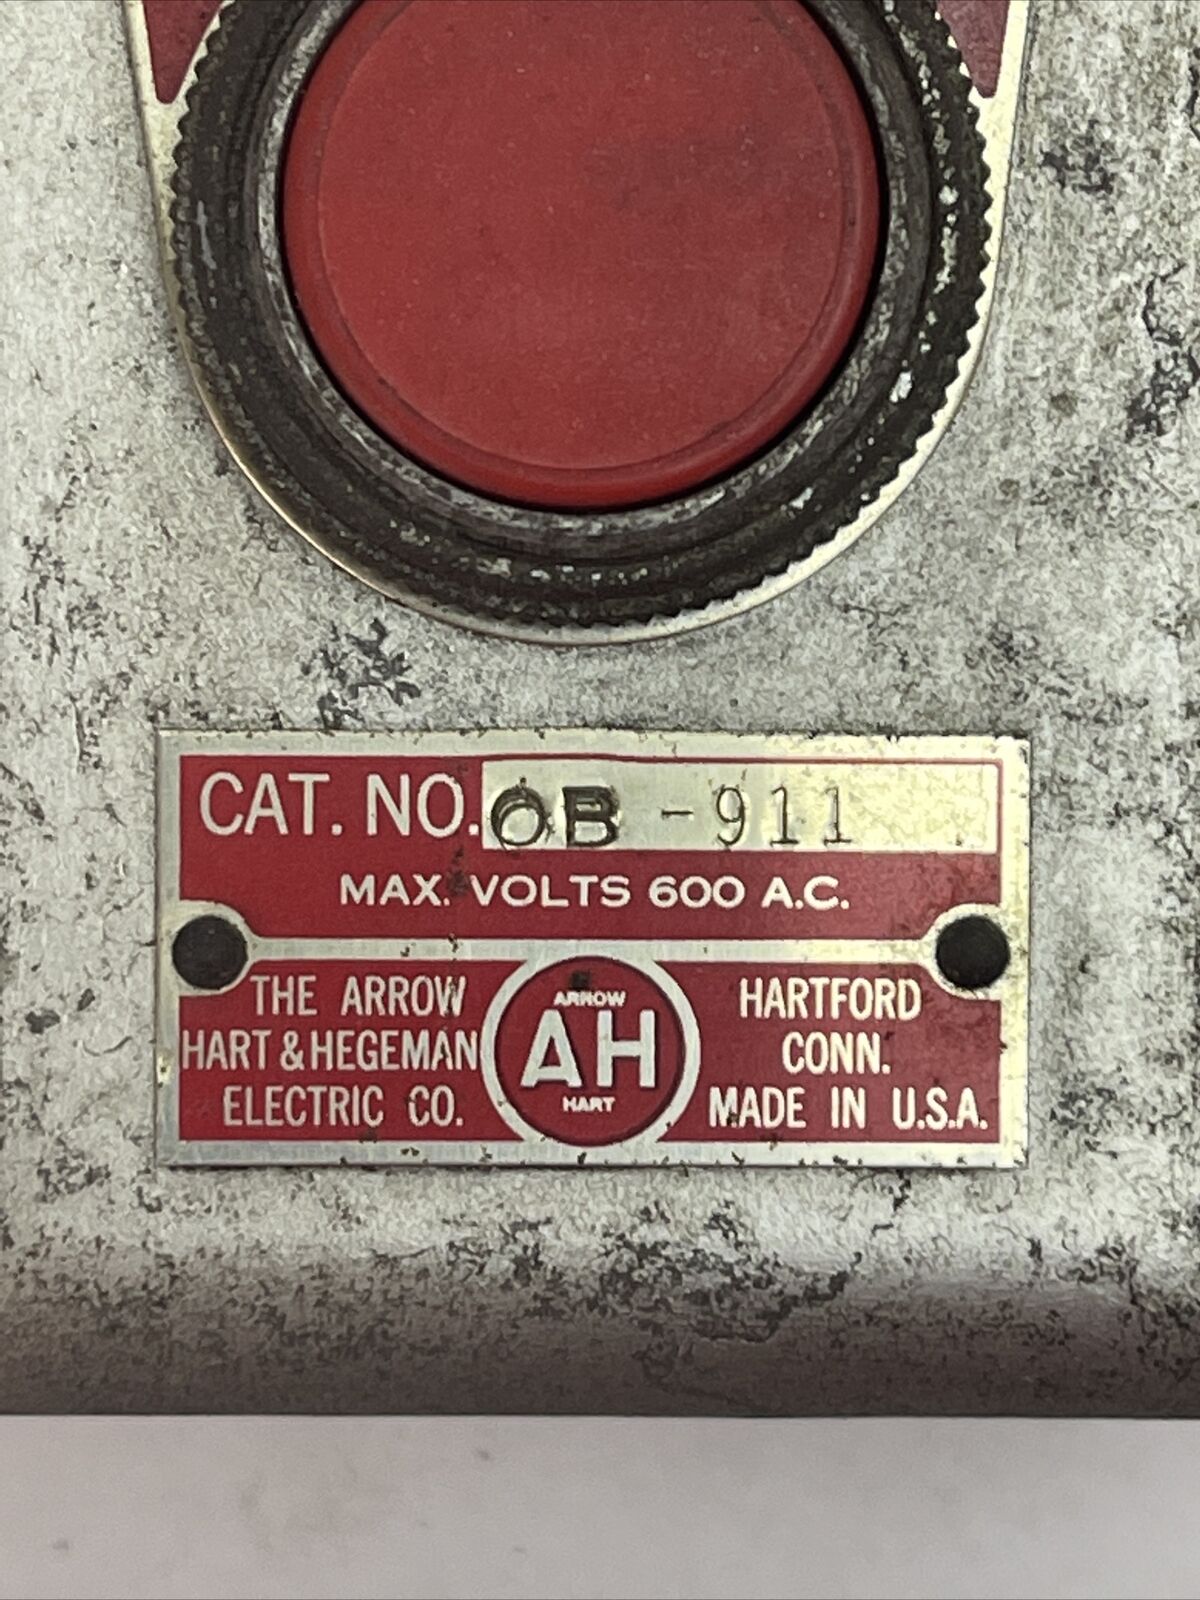 CAT. NO. OB - 911
MAX. VOLTS 600 A.C.
THE ARROW
HART & HEGEMAN
ELECTRIC CO.
ARROW
AH
HART
HARTFORD
CONN.
MADE IN U.S.A.